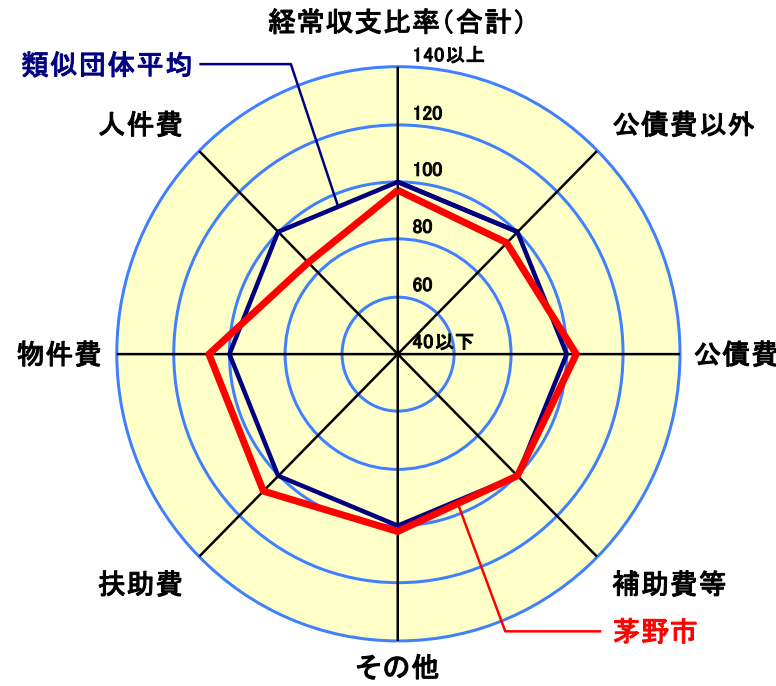 経常収支比率(合計)
140以上
類似団体平均
人件費
120
公債費以外
100
80
60
40以下
物件費
公債費
扶助費
補助費等
茅野市
その他